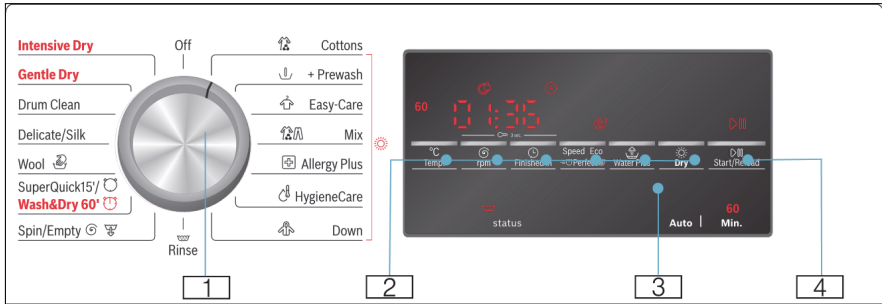 Intensive Dry
Gentle Dry
Drum Clean
Delicate/Silk
Wool
SuperQuick15'/
Wash&Dry 60'
Spin/Empty
Off
Rinse
Cottons
+ Prewash
Easy-Care
Mix
Allergy Plus
HygieneCare
Down
60
01:36
3 sec.
°C
Temp.
rpm
Finished in
Speed Eco
Perfect
Water Plus
Dry
Start/Reload
status
Auto
60
Min.
1
2
3
4